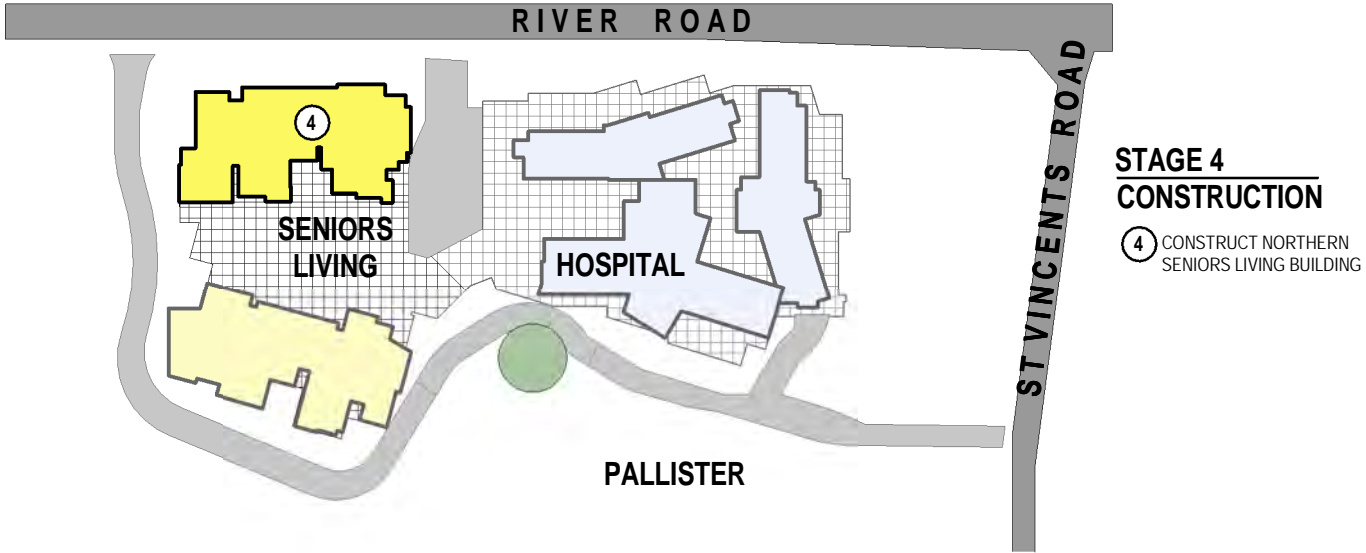 RIVER ROAD
4
SENIORS
LIVING
HOSPITAL
PALLISTER
ST VINCENTS ROAD
STAGE 4
CONSTRUCTION
4 CONSTRUCT NORTHERN
SENIORS LIVING BUILDING